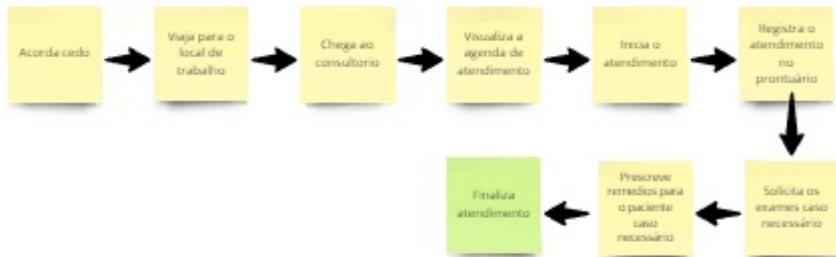 Acorda cedo
Viaja para o
local de
trabalho
Chega ao
consultorio
Visualiza a
agenda de
atendimento
Inicia o
atendimento
Registra o
atendimento
no
prontuário
Solicita os
exames caso
necessário
Prescreve
remedios para
o paciente
caso
necessário
Finaliza
atendimento